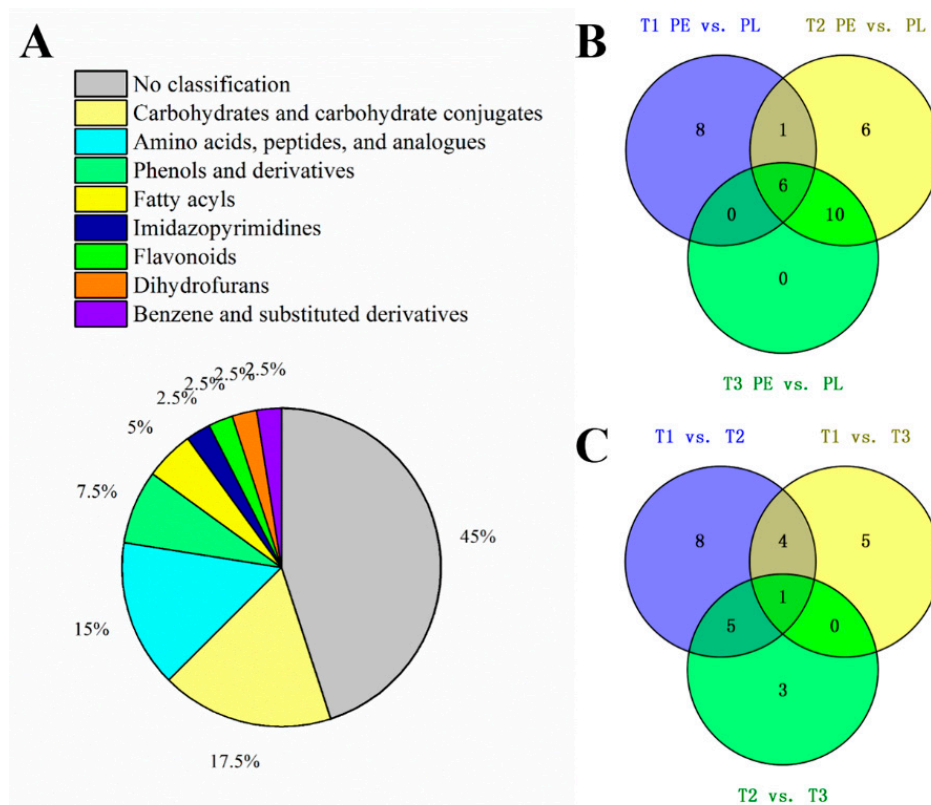 A
No classification
Carbohydrates and carbohydrate conjugates
Amino acids, peptides, and analogues
Phenols and derivatives
Fatty acyls
Imidazopyrimidines
Flavonoids
Dihydrofurans
Benzene and substituted derivatives
2.5%
2.5%
2.5%
2.5%
5%
7.5%
15%
17.5%
45%
B
T1 PE vs. PL
T2 PE vs. PL
8
1
6
6
0
10
0
T3 PE vs. PL
C
T1 vs. T2
T1 vs. T3
8
4
5
1
5
0
3
T2 vs. T3